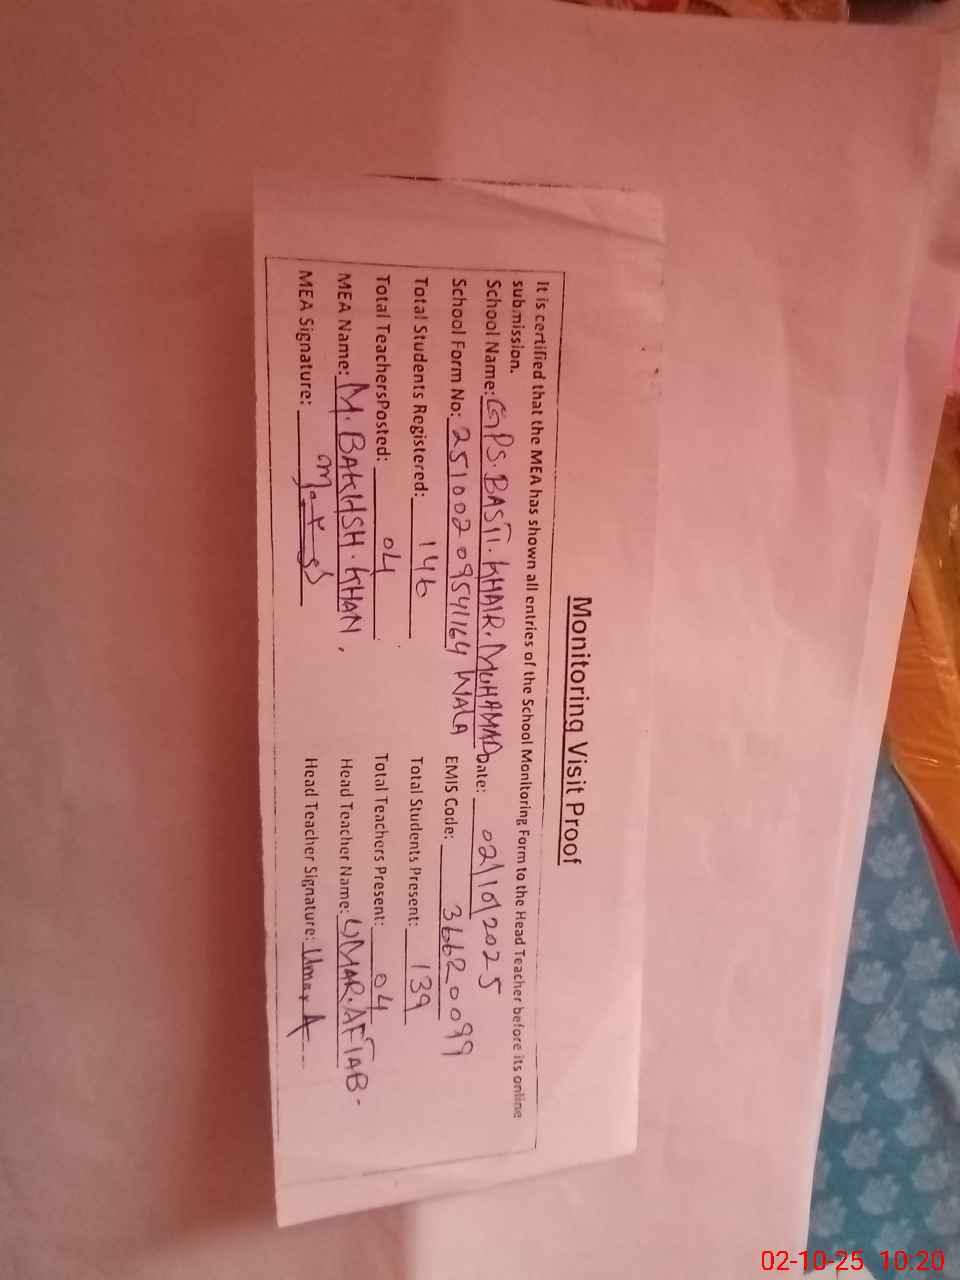 Monitoring Visit Proof
It is certified that the MEA has shown all entries of the School Monitoring Form to the Head Teacher before its online
submission.
School Name: GPS. BASTI. KHAIR. MUHAMAD Date: 02/10/2025
School Form No: 251002 09541164 WALA EMIS Code: 36620099
Total Students Registered: 146 Total Students Present: 139
Total TeachersPosted: 04 Total Teachers Present: 04
MEA Name: M. BAKHSH. KHAN. Head Teacher Name: UMAR. AFTAB-
MEA Signature: Head Teacher Signature: Umar A
02-10-25 10:20